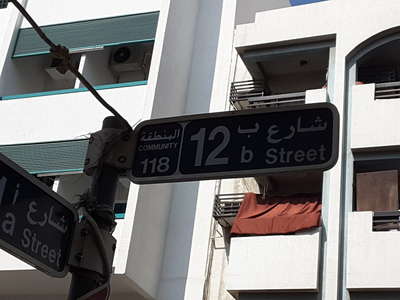 المنطقة
COMMUNITY
118
12 شارع ب
b Street
شارع أ
a Street